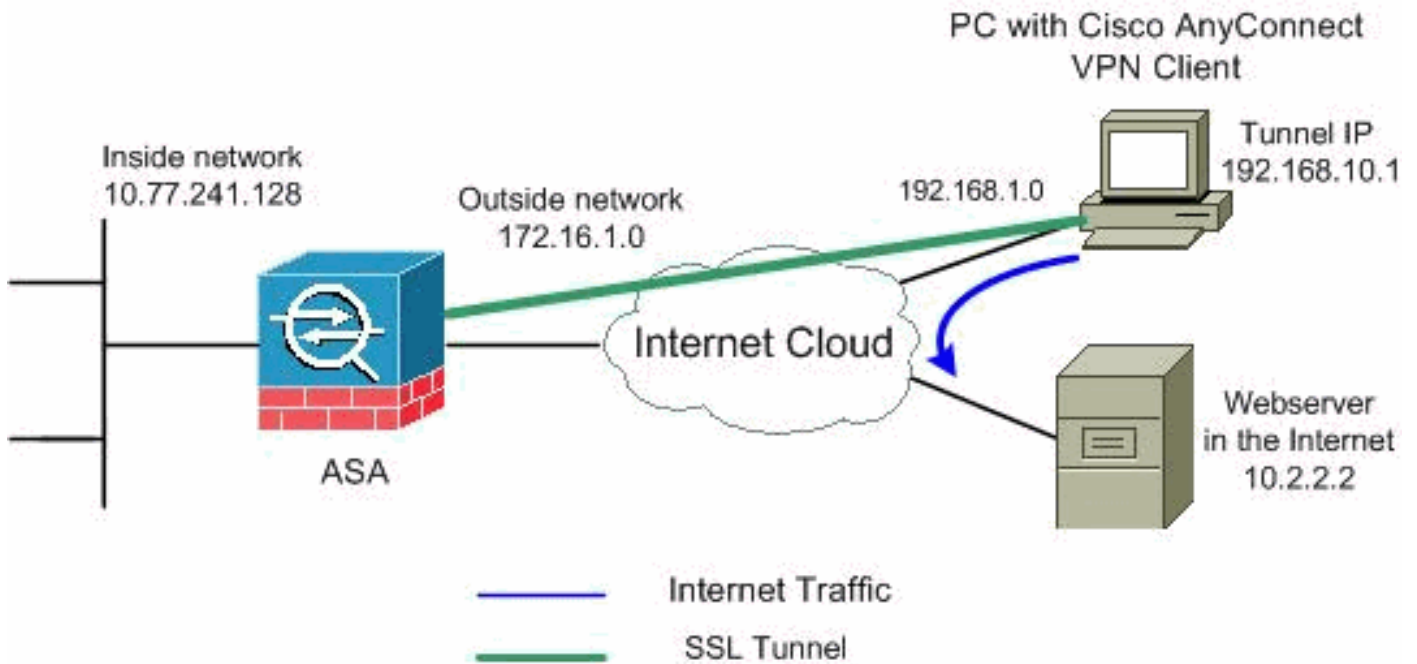 PC with Cisco AnyConnect
VPN Client
Tunnel IP
192.168.10.1
Inside network
10.77.241.128
Outside network
172.16.1.0
192.168.1.0
Internet Cloud
ASA
Webserver
in the Internet
10.2.2.2
Internet Traffic
SSL Tunnel